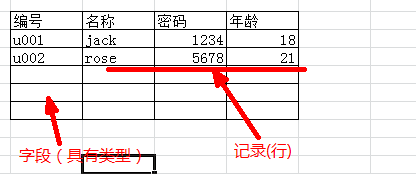 编号 名称 密码 年龄
u001 jack 1234 18
u002 rose 5678 21
字段（具有类型） 记录(行)